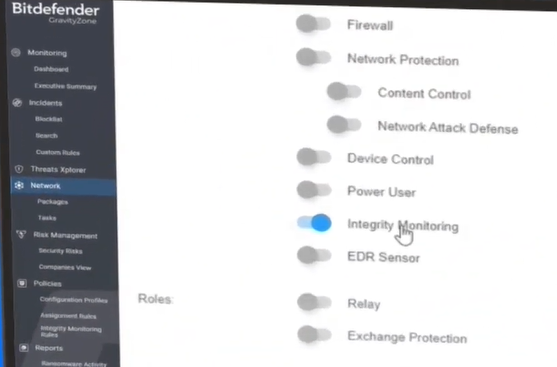 Bitdefender
GravityZone
Monitoring
Dashboard
Executive Summary
Incidents
Blocklist
Search
Custom Rules
Threats Xplorer
Network
Packages
Tasks
Risk Management
Security Risks
Companies View
Policies
Configuration Profiles
Assignment Rules
Integrity Monitoring
Rules
Reports
Ransomware Activity
Firewall
Network Protection
Content Control
Network Attack Defense
Device Control
Power User
Integrity Monitoring
EDR Sensor
Roles:
Relay
Exchange Protection